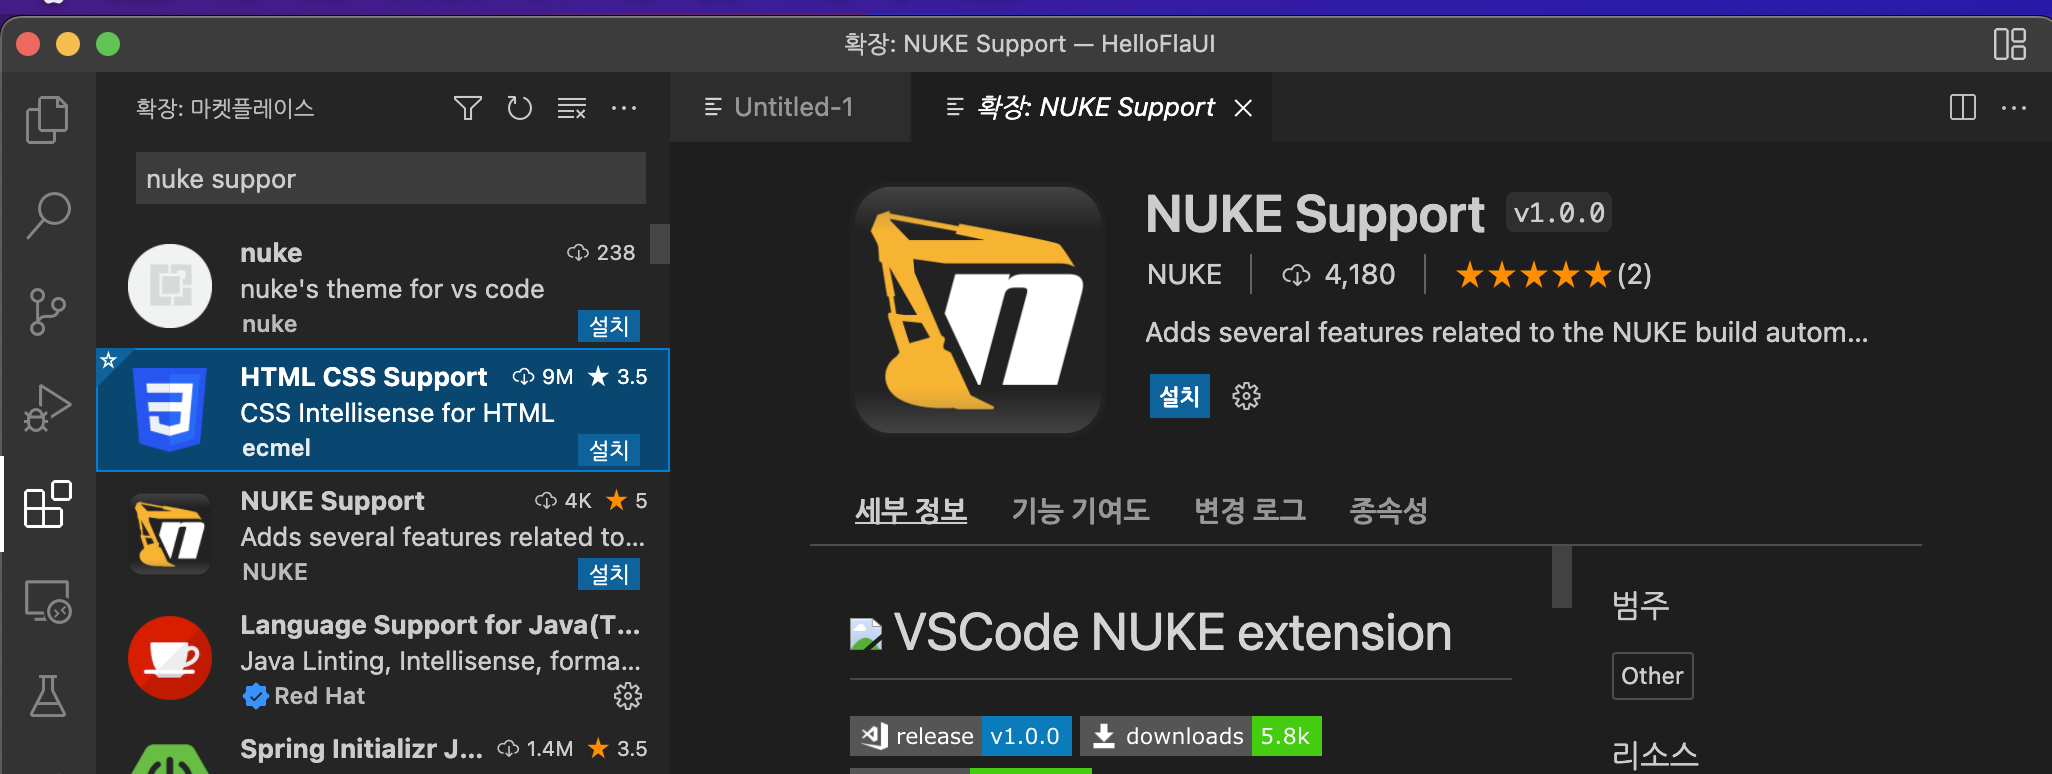 확장: NUKE Support — HelloFlaUI
확장: 마켓플레이스
Untitled-1
확장: NUKE Support
nuke suppor
nuke 238
nuke's theme for vs code
nuke 설치
HTML CSS Support 9M 3.5
CSS Intellisense for HTML
ecmel 설치
NUKE Support 4K 5
Adds several features related to...
NUKE 설치
Language Support for Java(T...
Java Linting, Intellisense, forma...
Red Hat
Spring Initializr J... 1.4M 3.5
NUKE Support v1.0.0
NUKE 4,180 (2)
Adds several features related to the NUKE build autom...
설치
세부 정보 기능 기여도 변경 로그 종속성
VSCode NUKE extension
release v1.0.0 downloads 5.8k
범주
Other
리소스